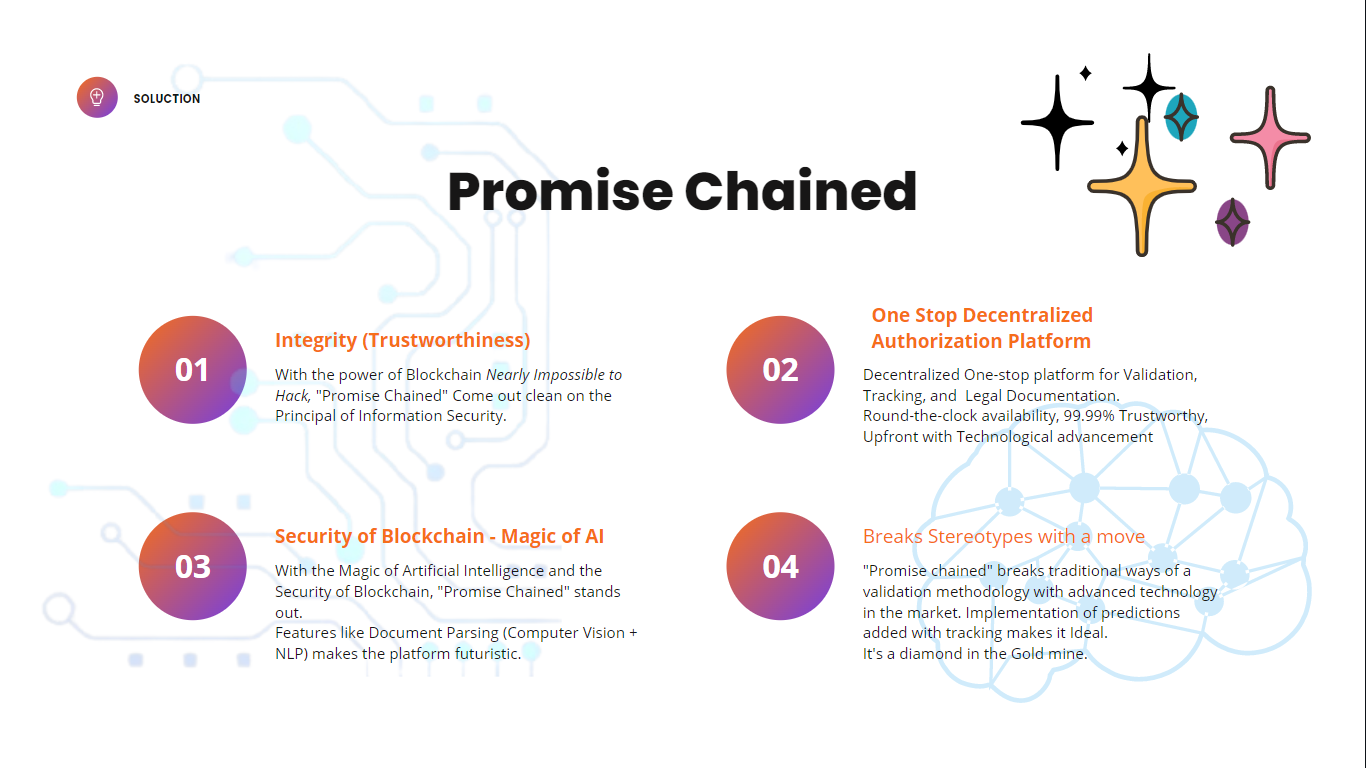 SOLUCTION
Promise Chained
01
Integrity (Trustworthiness)
With the power of Blockchain Nearly Impossible to
Hack, "Promise Chained" Come out clean on the
Principal of Information Security.
02
One Stop Decentralized
Authorization Platform
Decentralized One-stop platform for Validation,
Tracking, and  Legal Documentation.
Round-the-clock availability, 99.99% Trustworthy,
Upfront with Technological advancement
03
Security of Blockchain - Magic of AI
With the Magic of Artificial Intelligence and the
Security of Blockchain, "Promise Chained" stands
out.
Features like Document Parsing (Computer Vision +
NLP) makes the platform futuristic.
04
Breaks Stereotypes with a move
"Promise chained" breaks traditional ways of a
validation methodology with advanced technology
in the market. Implementation of predictions
added with tracking makes it Ideal.
It's a diamond in the Gold mine.